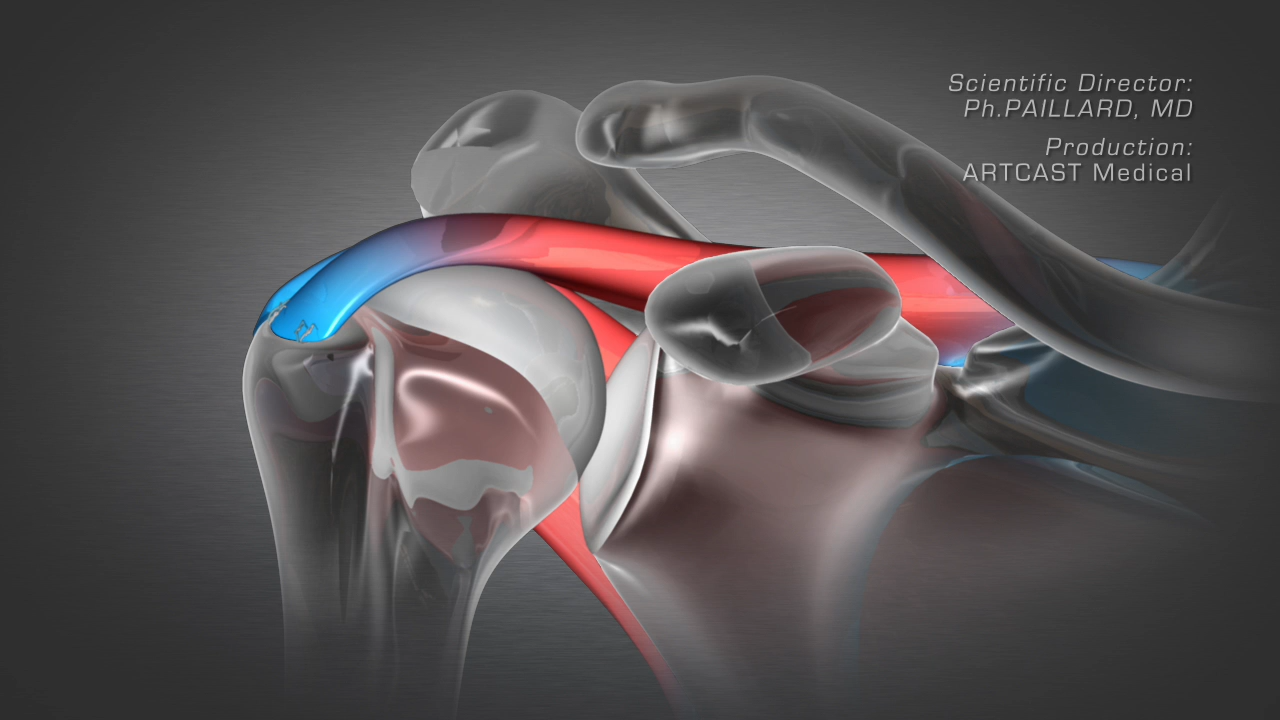 Scientific Director:
Ph.PAILLARD, MD
Production:
ARTCAST Medical